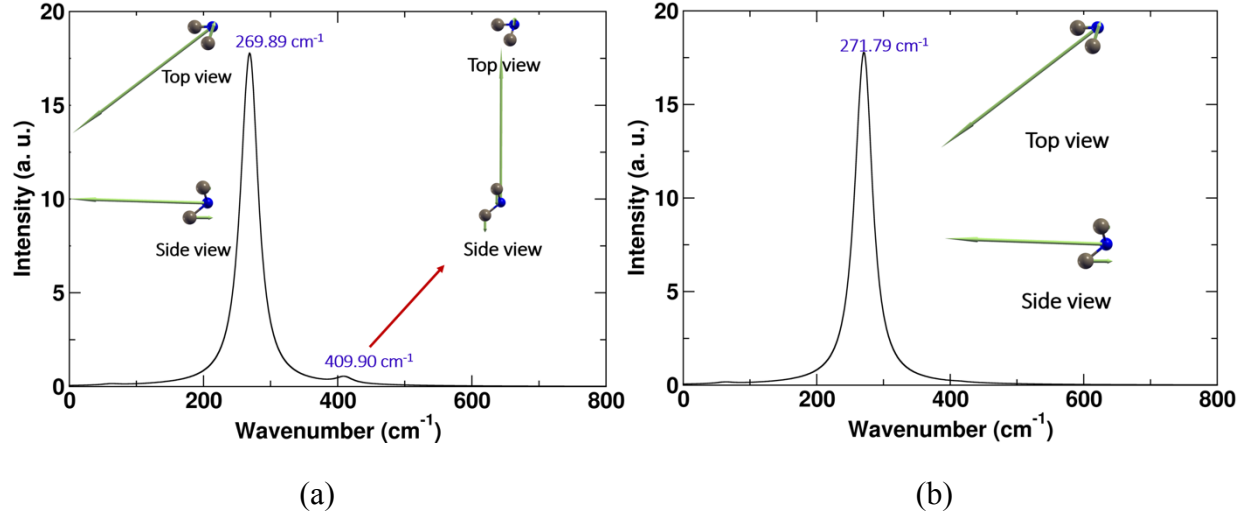 20
15
10
5
0
Intensity (a. u.)
269.89 cm-1
Top view
Side view
Top view
Side view
409.90 cm-1
0 200 400 600 800
Wavenumber (cm-1)
(a)
20
15
10
5
0
Intensity (a. u.)
271.79 cm-1
Top view
Side view
0 200 400 600 800
Wavenumber (cm-1)
(b)